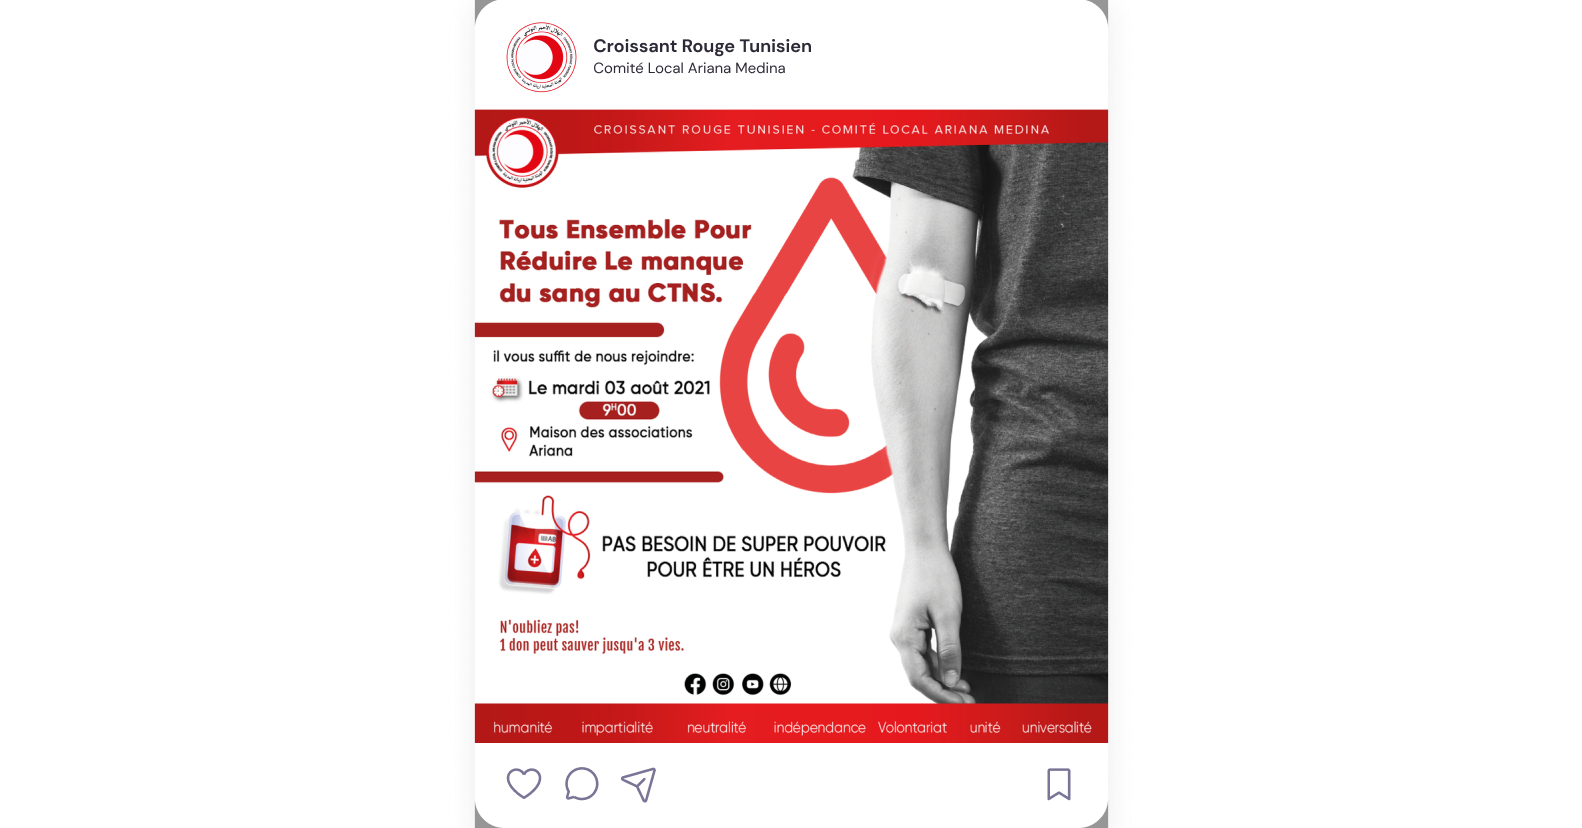 Croissant Rouge Tunisien
Comité Local Ariana Medina
CROISSANT ROUGE TUNISIEN - COMITÉ LOCAL ARIANA MEDINA
Tous Ensemble Pour
Réduire Le manque
du sang au CTNS.
il vous suffit de nous rejoindre:
Le mardi 03 août 2021
9H00
Maison des associations
Ariana
AB
PAS BESOIN DE SUPER POUVOIR
POUR ÊTRE UN HÉROS
N'oubliez pas!
1 don peut sauver jusqu'a 3 vies.
humanité impartialité neutralité indépendance Volontariat unité universalité